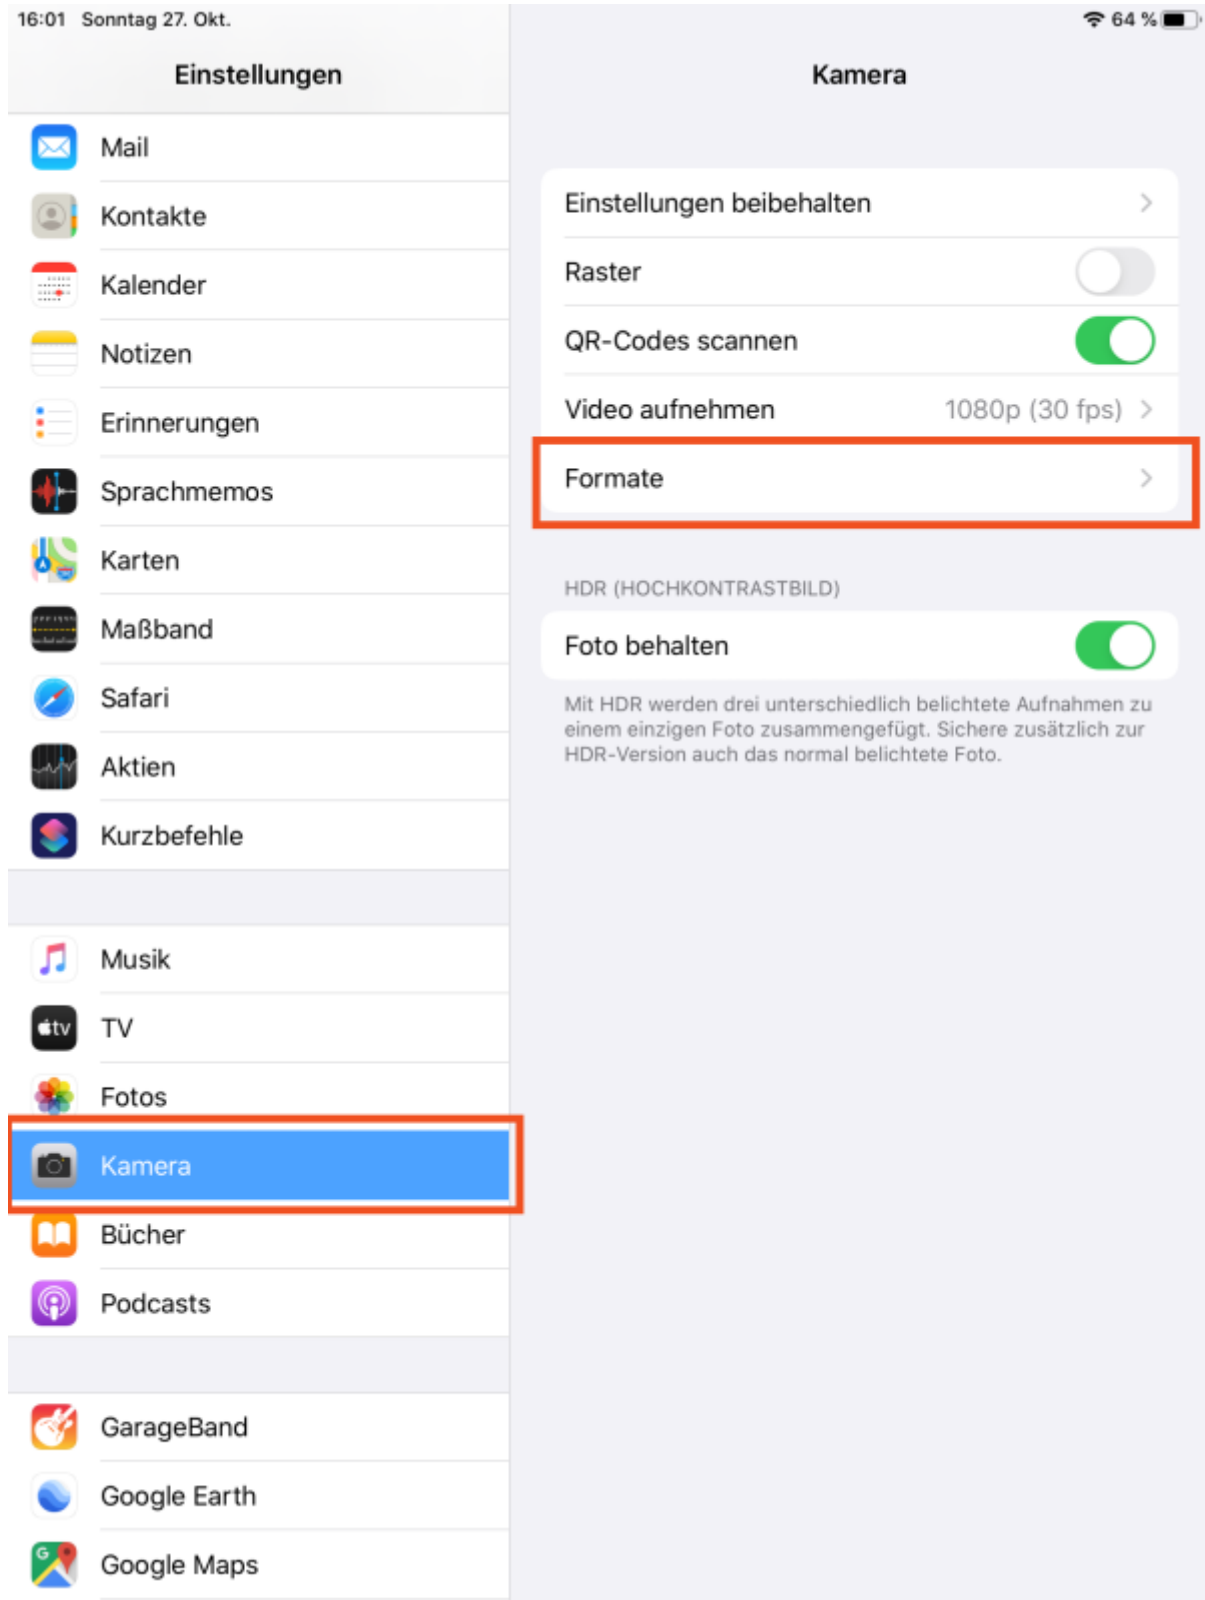 16:01 Sonntag 27. Okt.
64 %
Einstellungen
Mail
Kontakte
Kalender
Notizen
Erinnerungen
Sprachmemos
Karten
Maßband
Safari
Aktien
Kurzbefehle
Musik
tv
TV
Fotos
Kamera
Bücher
Podcasts
GarageBand
Google Earth
G
Google Maps
Kamera
Einstellungen beibehalten
Raster
QR-Codes scannen
Video aufnehmen 1080p (30 fps)
Formate
HDR (HOCHKONTRASTBILD)
Foto behalten
Mit HDR werden drei unterschiedlich belichtete Aufnahmen zu
einem einzigen Foto zusammengefügt. Sichere zusätzlich zur
HDR-Version auch das normal belichtete Foto.